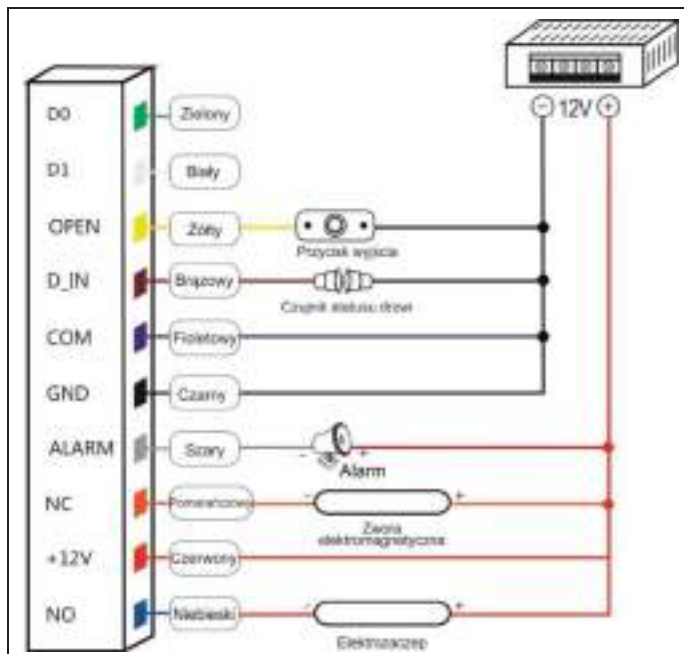 − 12V +
D0 Zielony
D1 Biały
OPEN Żółty
Przycisk wyjścia
D_IN Brązowy
Czujnik statusu drzwi
COM Fioletowy
GND Czarny
ALARM Szary - +
Alarm
NC Pomarańczowy - +
Zwora
elektromagnetyczna
+12V Czerwony
NO Niebieski - +
Elektrozaczep